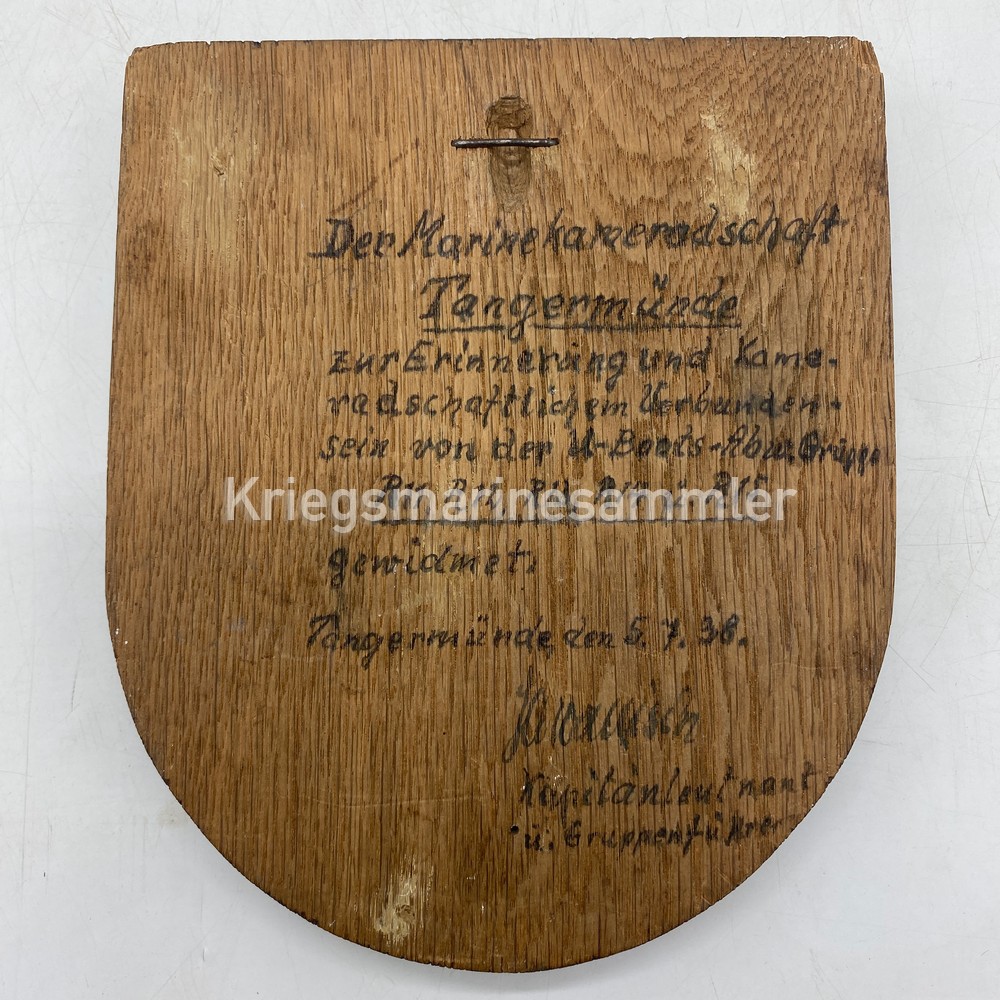 Der Marinekameradschaft
Tangermünde
zur Erinnerung und Kame-
radschaftlichem Verbunden-
sein von der U-Boots-Abw. Gruppe
Kriegsmarinesammler
gewidmet.
Tangermünde, den 5.7.38.
Kapitänleutnant
u. Gruppenführer